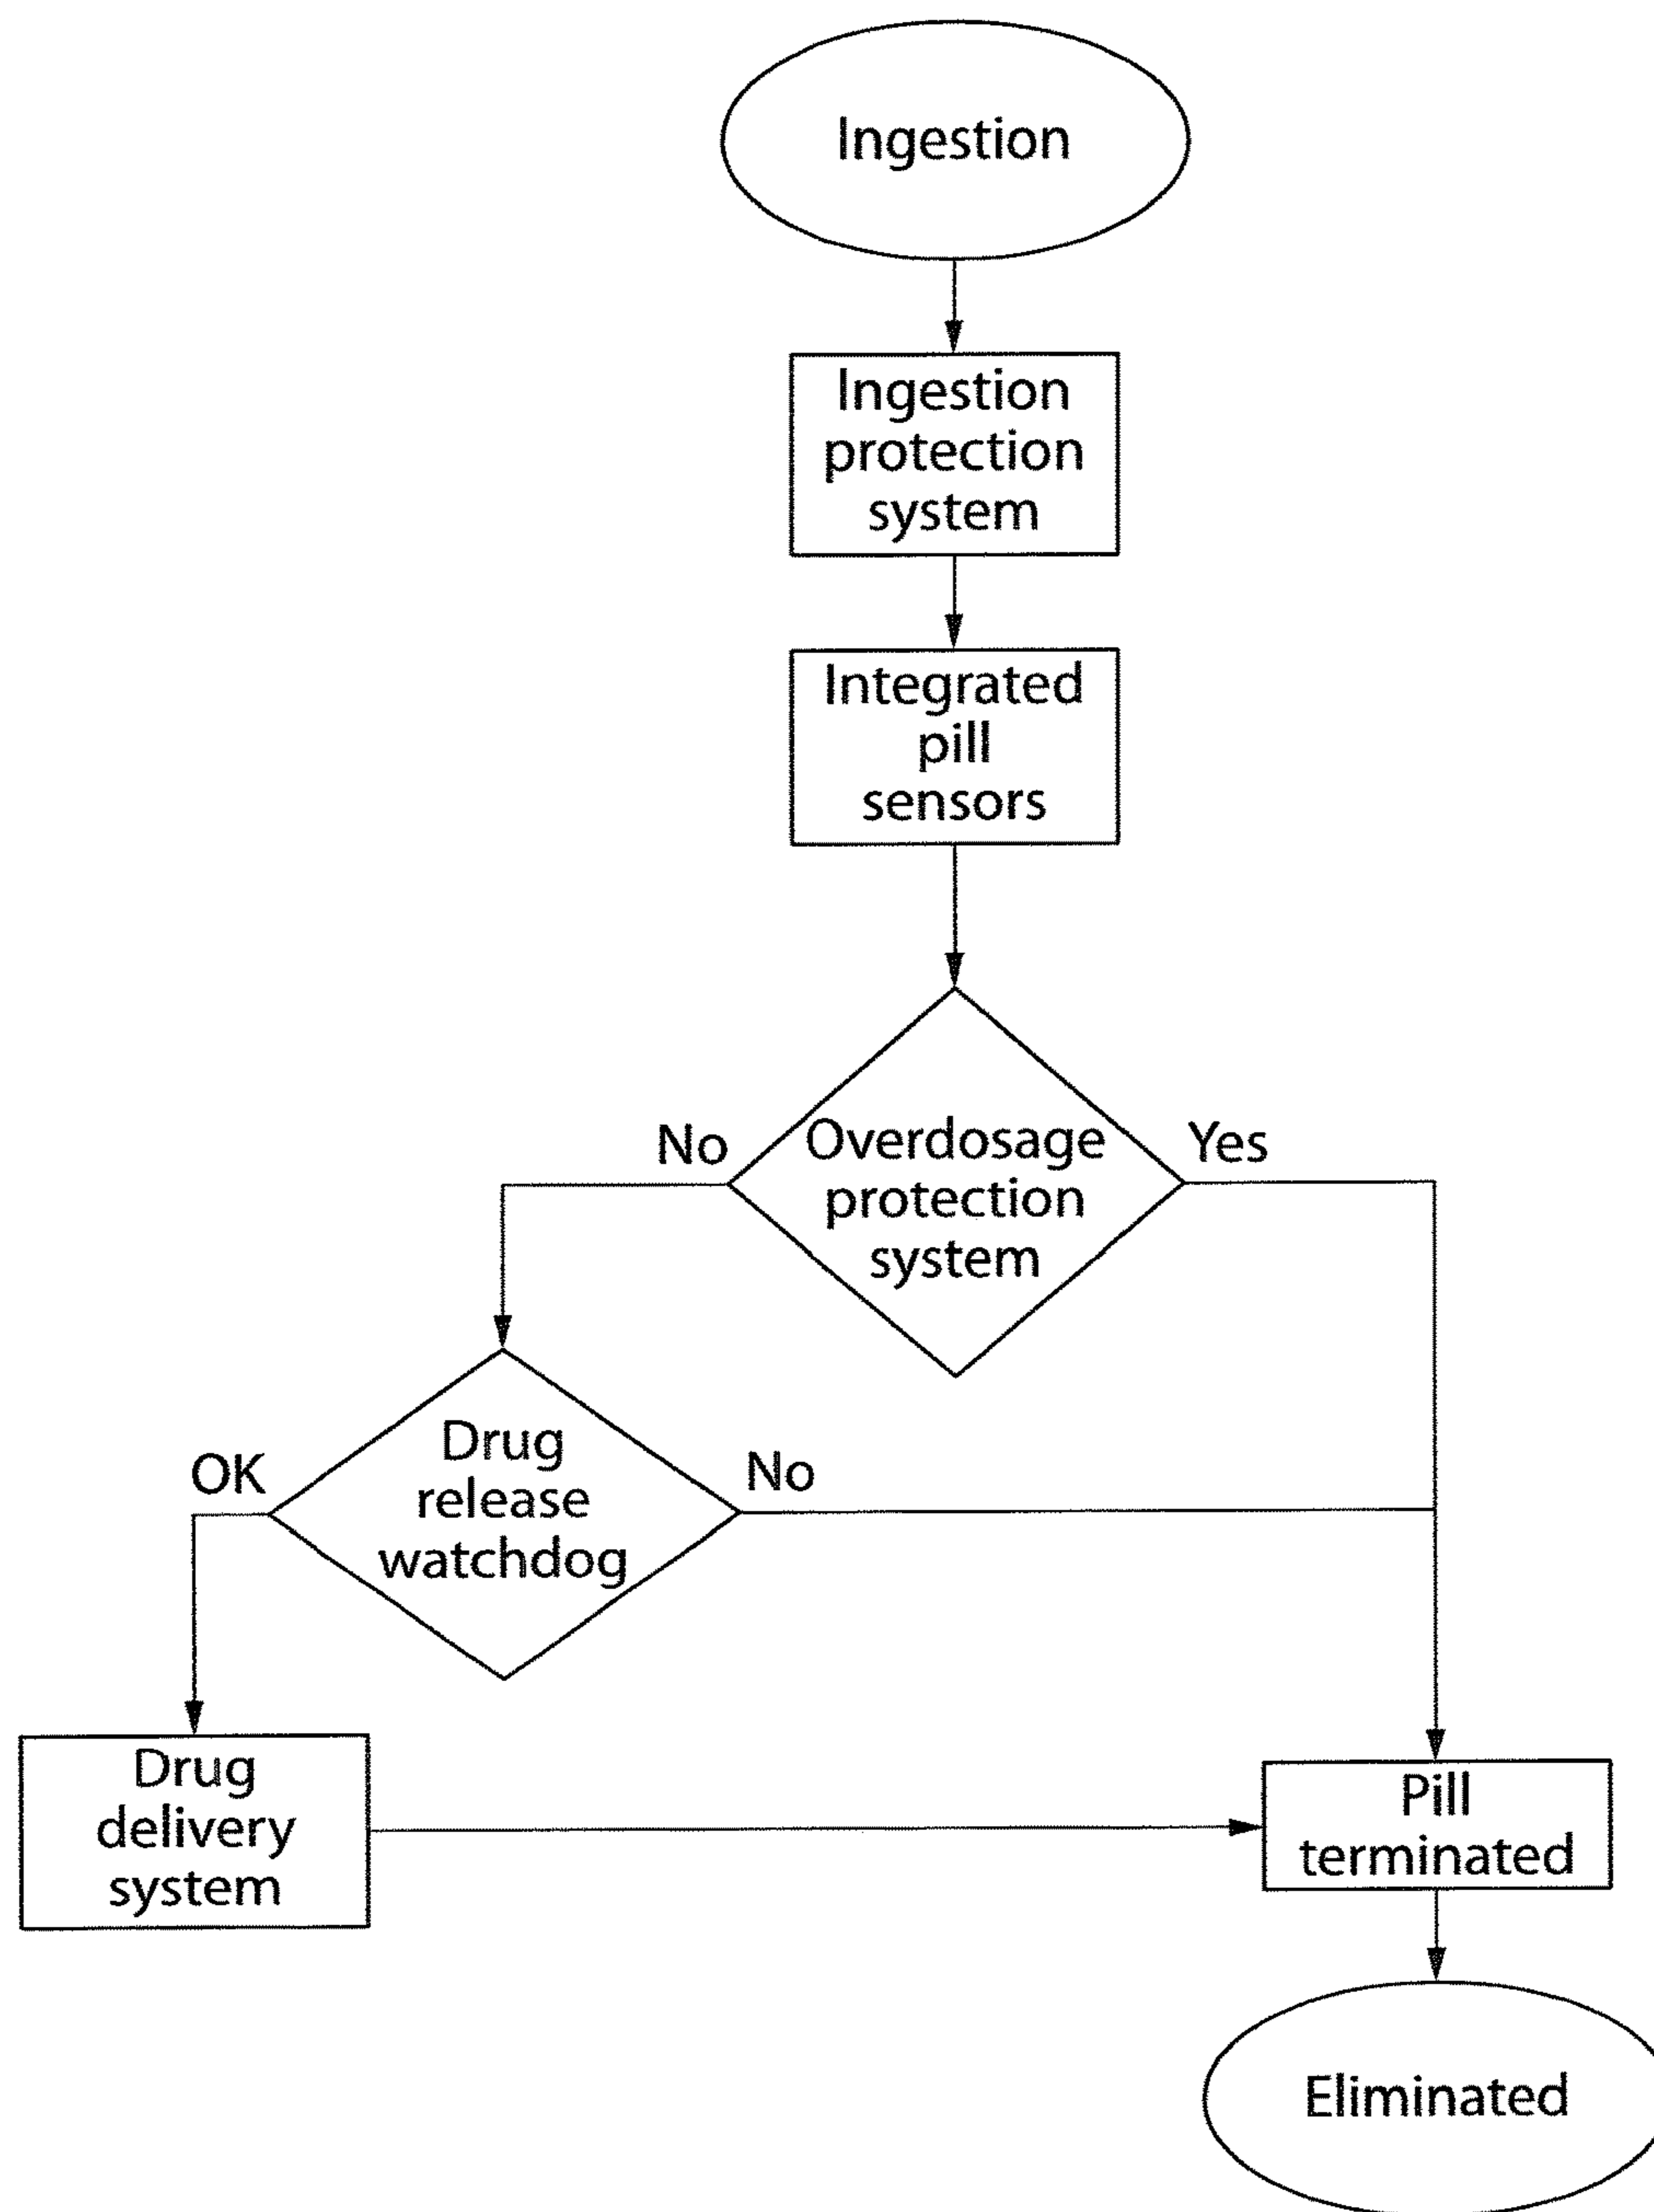 Ingestion
Ingestion
protection
system
Integrated
pill
sensors
No
Overdosage
protection
system
Yes
OK
Drug
release
watchdog
No
Drug
delivery
system
Pill
terminated
Eliminated